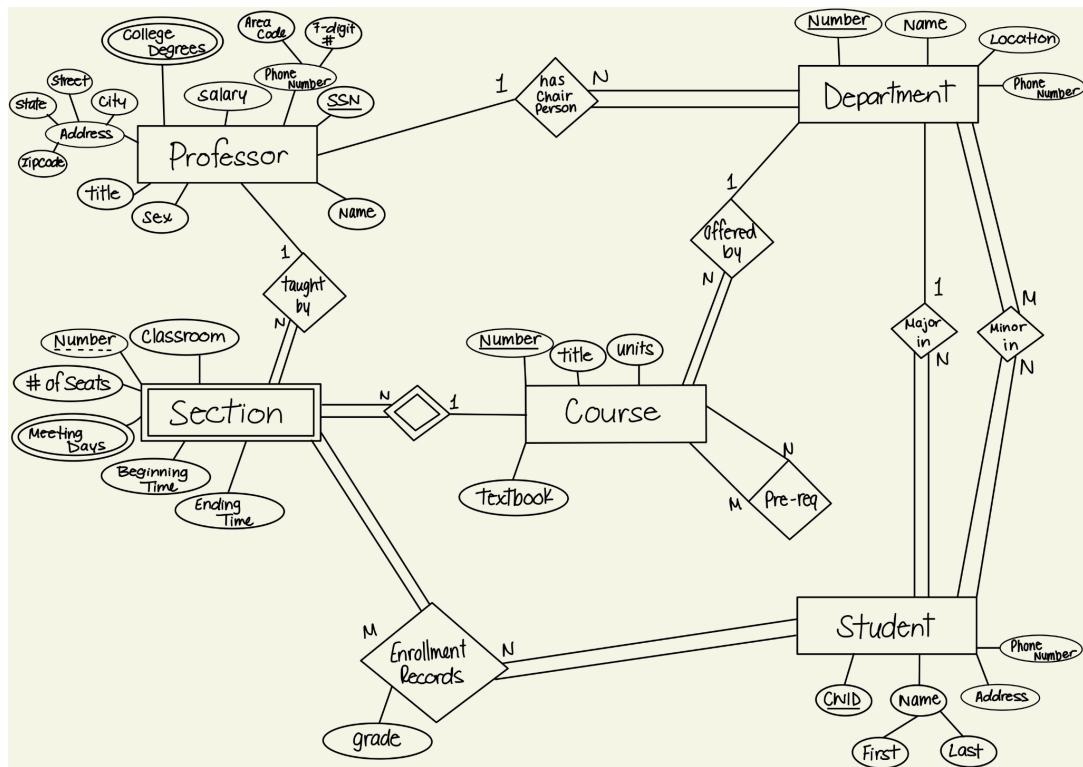 College
Degrees
Area
Code
7-digit
#
Phone
Number
Street
City
State
Address
Zipcode
Salary
SSN
Professor
title
Sex
Name
1
has
Chair
Person
N
Number
Name
Location
Phone
Number
Department
1
Offered
by
N
1
taught
by
N
1
Major
in
N
M
Minor
in
N
Number
Classroom
# of Seats
Meeting
Days
Beginning
Time
Ending
Time
Section
N
1
Number
title
units
Course
textbook
N
M
Pre-req
M
Enrollment
Records
N
grade
Student
Phone
Number
CWID
Name
Address
First
Last